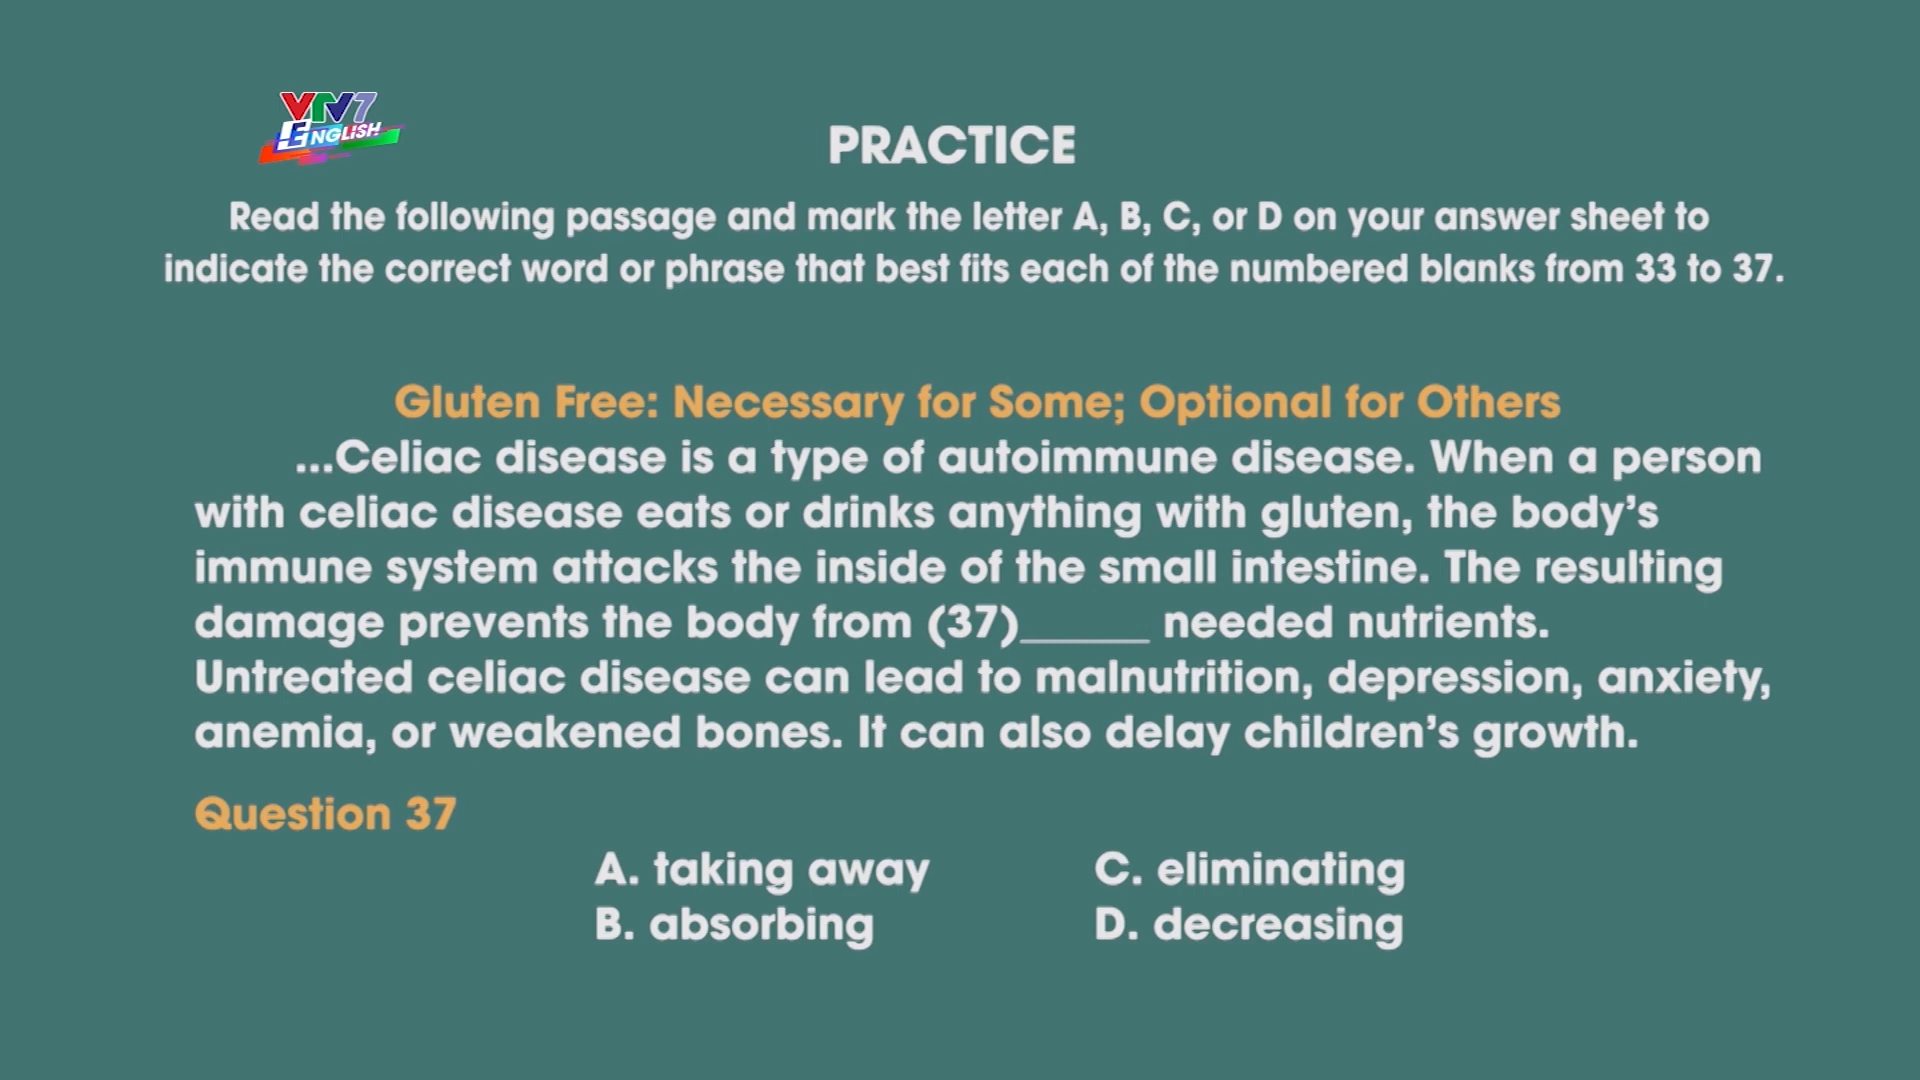 VTV7
ENGLISH
PRACTICE
Read the following passage and mark the letter A, B, C, or D on your answer sheet to
indicate the correct word or phrase that best fits each of the numbered blanks from 33 to 37.
Gluten Free: Necessary for Some; Optional for Others
...Celiac disease is a type of autoimmune disease. When a person
with celiac disease eats or drinks anything with gluten, the body's
immune system attacks the inside of the small intestine. The resulting
damage prevents the body from (37)______ needed nutrients.
Untreated celiac disease can lead to malnutrition, depression, anxiety,
anemia, or weakened bones. It can also delay children's growth.
Question 37
A. taking away C. eliminating
B. absorbing D. decreasing